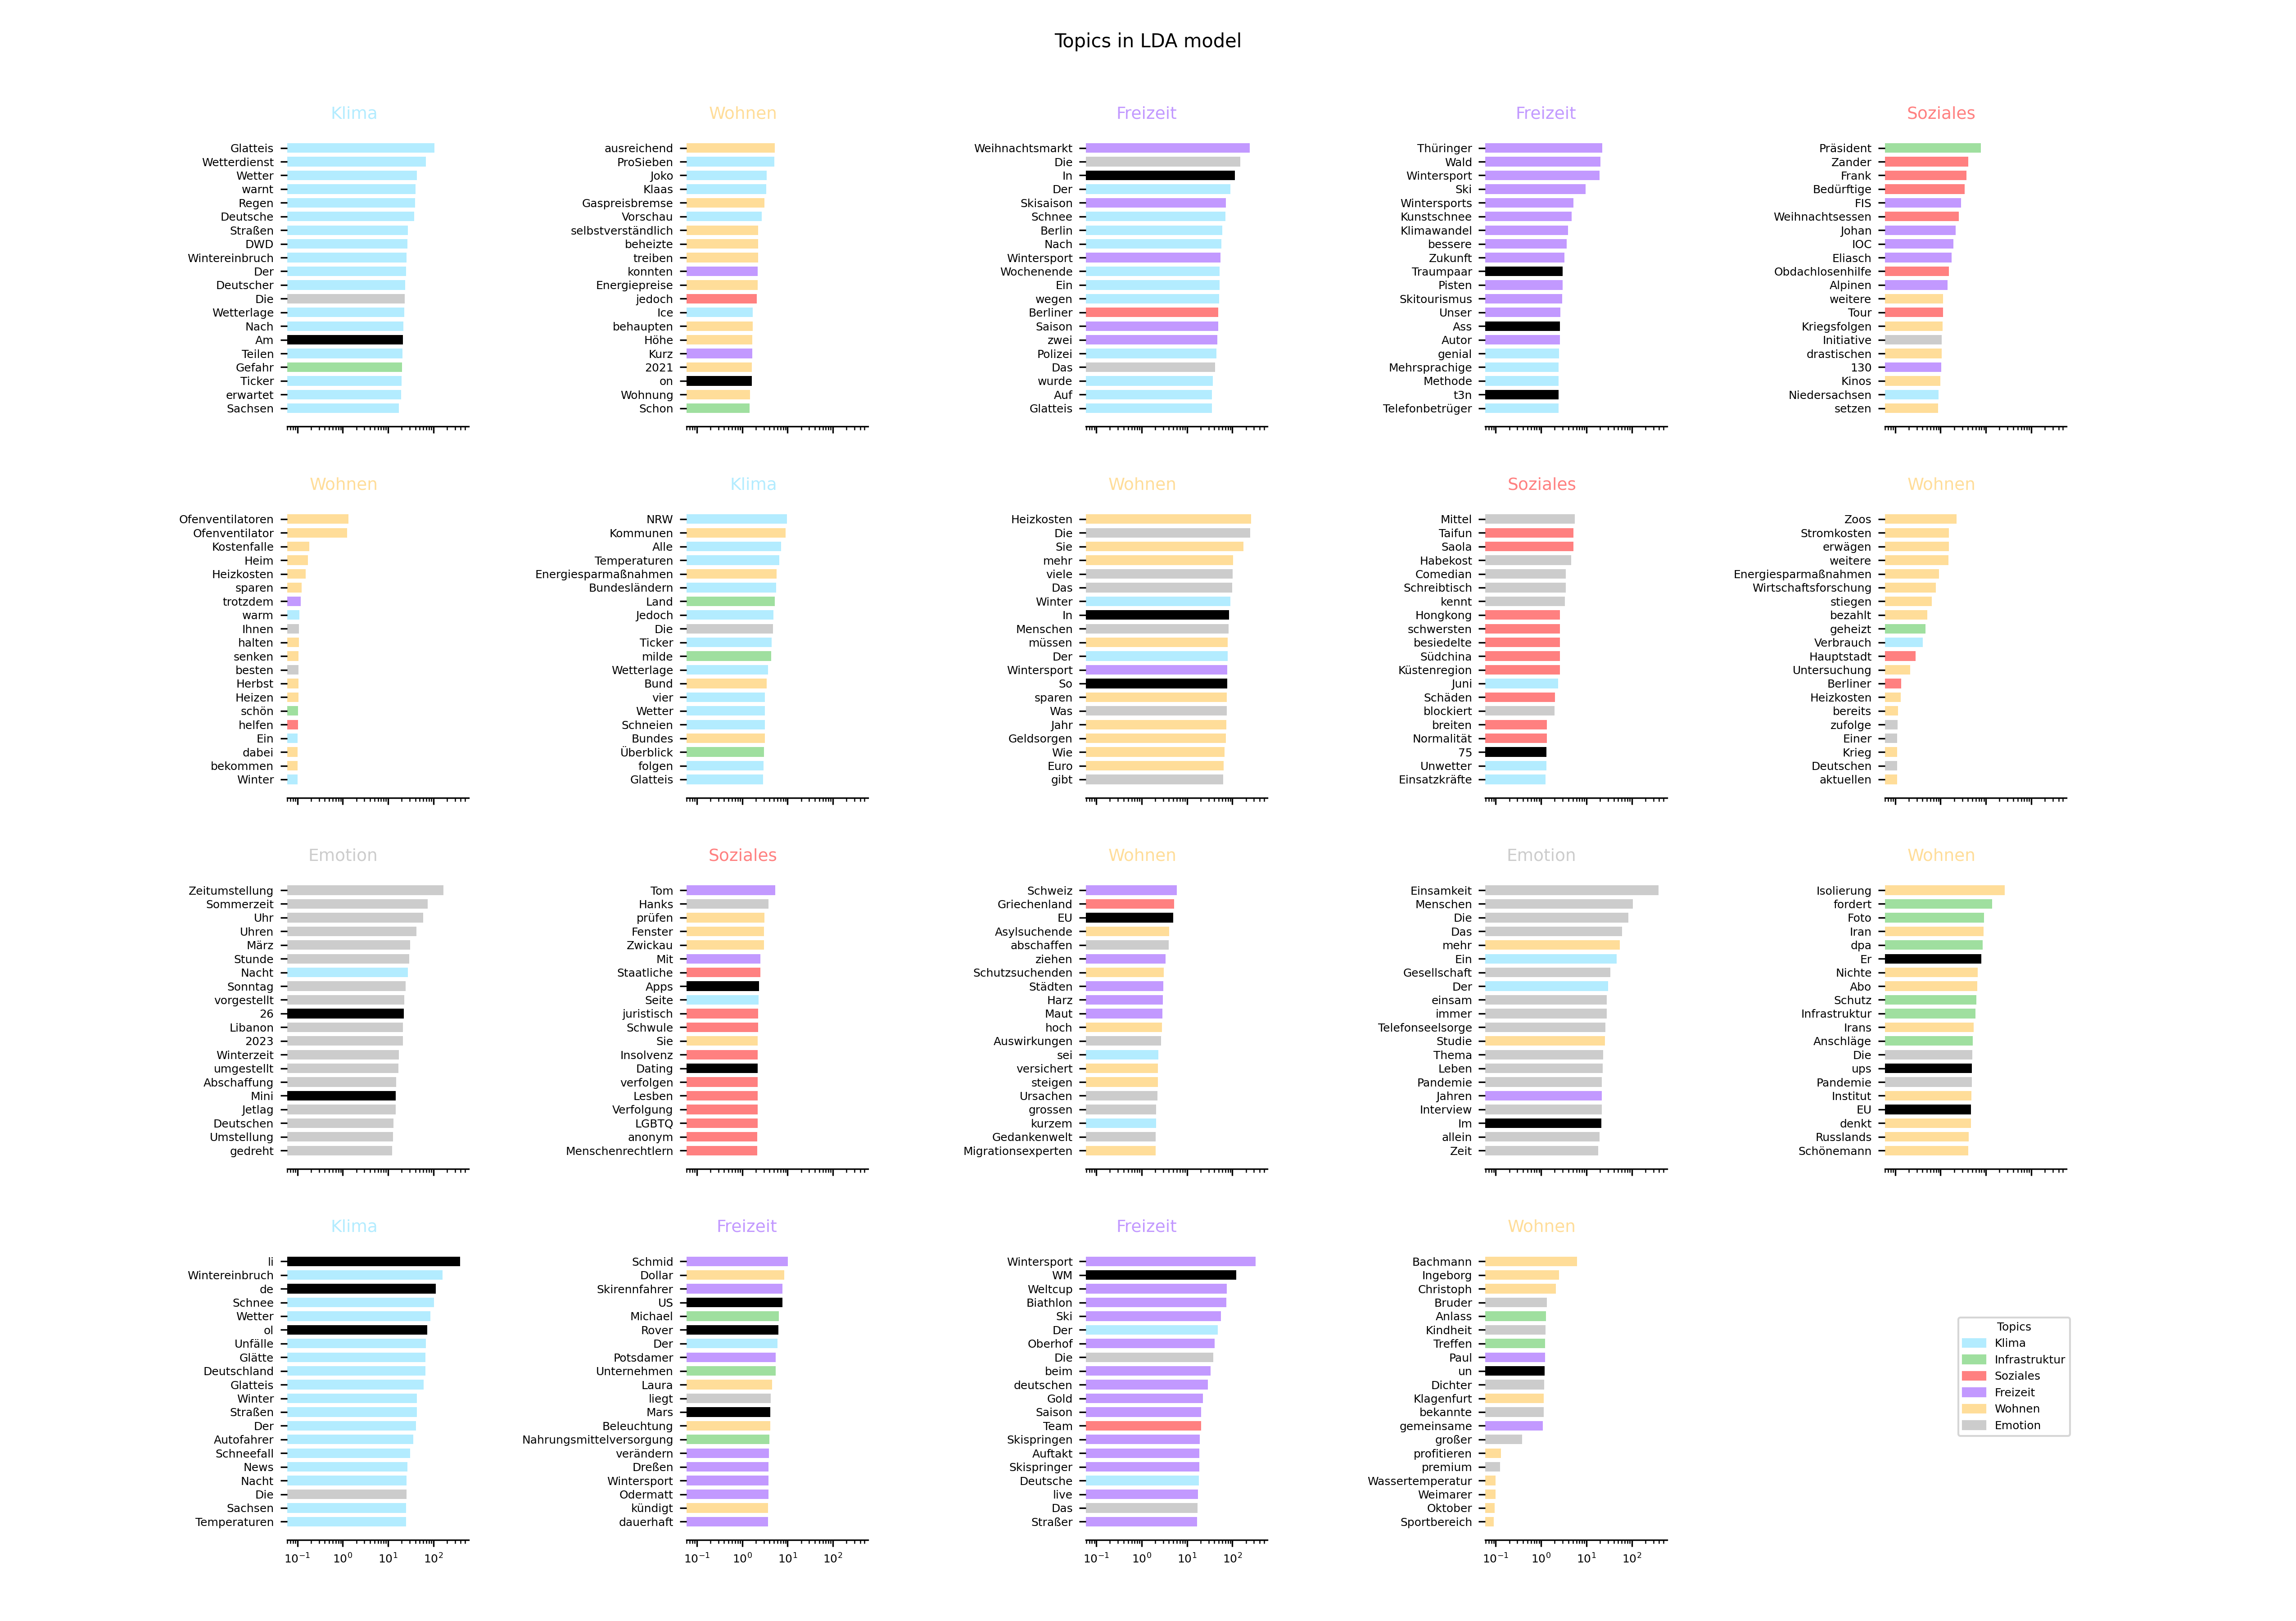 Topics in LDA model
Klima
Glatteis
Wetterdienst
Wetter
warnt
Regen
Deutsche
Straßen
DWD
Wintereinbruch
Der
Deutscher
Die
Wetterlage
Nach
Am
Teilen
Gefahr
Ticker
erwartet
Sachsen
Wohnen
ausreichend
ProSieben
Joko
Klaas
Gaspreisbremse
Vorschau
selbstverständlich
beheizte
treiben
konnten
Energiepreise
jedoch
Ice
behaupten
Höhe
Kurz
2021
on
Wohnung
Schon
Freizeit
Weihnachtsmarkt
Die
In
Der
Skisaison
Schnee
Berlin
Nach
Wintersport
Wochenende
Ein
wegen
Berliner
Saison
zwei
Polizei
Das
wurde
Auf
Glatteis
Freizeit
Thüringer
Wald
Wintersport
Ski
Wintersports
Kunstschnee
Klimawandel
bessere
Zukunft
Traumpaar
Pisten
Skitourismus
Unser
Ass
Autor
genial
Mehrsprachige
Methode
t3n
Telefonbetrüger
Soziales
Präsident
Zander
Frank
Bedürftige
FIS
Weihnachtsessen
Johan
IOC
Eliasch
Obdachlosenhilfe
Alpinen
weitere
Tour
Kriegsfolgen
Initiative
drastischen
130
Kinos
Niedersachsen
setzen
Wohnen
Ofenventilatoren
Ofenventilator
Kostenfalle
Heim
Heizkosten
sparen
trotzdem
warm
Ihnen
halten
senken
besten
Herbst
Heizen
schön
helfen
Ein
dabei
bekommen
Winter
Klima
NRW
Kommunen
Alle
Temperaturen
Energiesparmaßnahmen
Bundesländern
Land
Jedoch
Die
Ticker
milde
Wetterlage
Bund
vier
Wetter
Schneien
Bundes
Überblick
folgen
Glatteis
Wohnen
Heizkosten
Die
Sie
mehr
viele
Das
Winter
In
Menschen
müssen
Der
Wintersport
So
sparen
Was
Jahr
Geldsorgen
Wie
Euro
gibt
Soziales
Mittel
Taifun
Saola
Habekost
Comedian
Schreibtisch
kennt
Hongkong
schwersten
besiedelte
Südchina
Küstenregion
Juni
Schäden
blockiert
breiten
Normalität
75
Unwetter
Einsatzkräfte
Wohnen
Zoos
Stromkosten
erwägen
weitere
Energiesparmaßnahmen
Wirtschaftsforschung
stiegen
bezahlt
geheizt
Verbrauch
Hauptstadt
Untersuchung
Berliner
Heizkosten
bereits
zufolge
Einer
Krieg
Deutschen
aktuellen
Emotion
Zeitumstellung
Sommerzeit
Uhr
Uhren
März
Stunde
Nacht
Sonntag
vorgestellt
26
Libanon
2023
Winterzeit
umgestellt
Abschaffung
Mini
Jetlag
Deutschen
Umstellung
gedreht
Soziales
Tom
Hanks
prüfen
Fenster
Zwickau
Mit
Staatliche
Apps
Seite
juristisch
Schwule
Sie
Insolvenz
Dating
verfolgen
Lesben
Verfolgung
LGBTQ
anonym
Menschenrechtlern
Wohnen
Schweiz
Griechenland
EU
Asylsuchende
abschaffen
ziehen
Schutzsuchenden
Städten
Harz
Maut
hoch
Auswirkungen
sei
versichert
steigen
Ursachen
grossen
kurzem
Gedankenwelt
Migrationsexperten
Emotion
Einsamkeit
Menschen
Die
Das
mehr
Ein
Gesellschaft
Der
einsam
immer
Telefonseelsorge
Studie
Thema
Leben
Pandemie
Jahren
Interview
Im
allein
Zeit
Wohnen
Isolierung
fordert
Foto
Iran
dpa
Er
Nichte
Abo
Schutz
Infrastruktur
Irans
Anschläge
Die
ups
Pandemie
Institut
EU
denkt
Russlands
Schönemann
Klima
li
Wintereinbruch
de
Schnee
Wetter
ol
Unfälle
Glätte
Deutschland
Glatteis
Winter
Straßen
Der
Autofahrer
Schneefall
News
Nacht
Die
Sachsen
Temperaturen
10⁻¹ 10⁰ 10¹ 10²
Freizeit
Schmid
Dollar
Skirennfahrer
US
Michael
Rover
Der
Potsdamer
Unternehmen
Laura
liegt
Mars
Beleuchtung
Nahrungsmittelversorgung
verändern
Dreßen
Wintersport
Odermatt
kündigt
dauerhaft
10⁻¹ 10⁰ 10¹ 10²
Freizeit
Wintersport
WM
Weltcup
Biathlon
Ski
Der
Oberhof
Die
beim
deutschen
Gold
Saison
Team
Skispringen
Auftakt
Skispringer
Deutsche
live
Das
Straßer
10⁻¹ 10⁰ 10¹ 10²
Wohnen
Bachmann
Ingeborg
Christoph
Bruder
Anlass
Kindheit
Treffen
Paul
un
Dichter
Klagenfurt
bekannte
gemeinsame
großer
profitieren
premium
Wassertemperatur
Weimarer
Oktober
Sportbereich
10⁻¹ 10⁰ 10¹ 10²
Topics
Klima
Infrastruktur
Soziales
Freizeit
Wohnen
Emotion